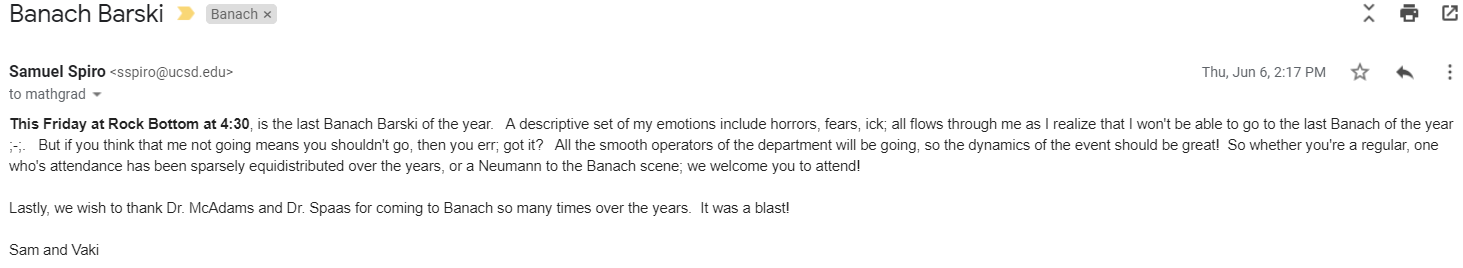 Banach Barski Banach ×
Samuel Spiro <sspiro@ucsd.edu> Thu, Jun 6, 2:17 PM
to mathgrad
This Friday at Rock Bottom at 4:30, is the last Banach Barski of the year. A descriptive set of my emotions include horrors, fears, ick; all flows through me as I realize that I won't be able to go to the last Banach of the year
;-;. But if you think that me not going means you shouldn't go, then you err; got it? All the smooth operators of the department will be going, so the dynamics of the event should be great! So whether you're a regular, one
who's attendance has been sparsely equidistributed over the years, or a Neumann to the Banach scene; we welcome you to attend!
Lastly, we wish to thank Dr. McAdams and Dr. Spaas for coming to Banach so many times over the years. It was a blast!
Sam and Vaki